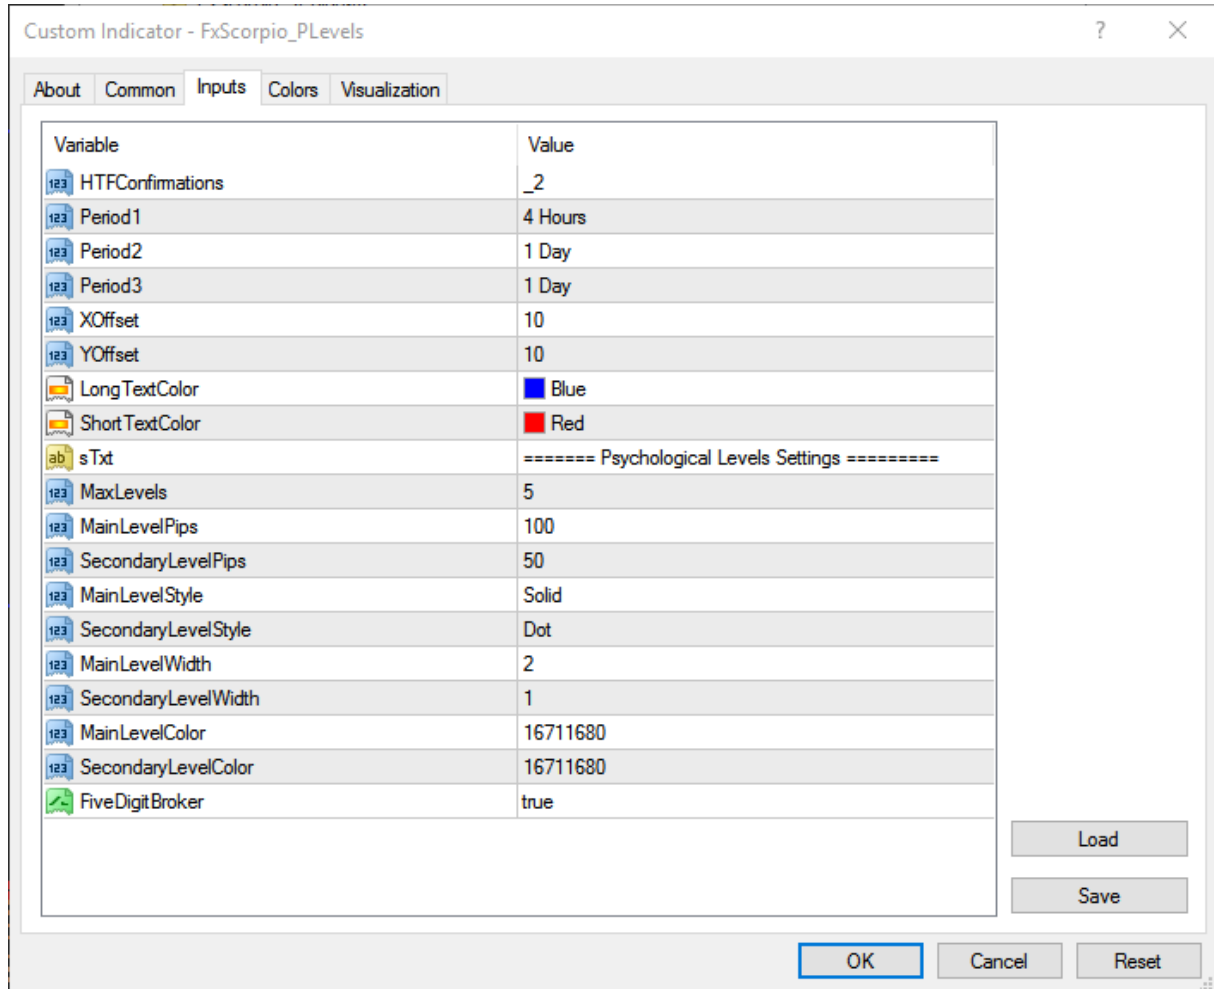 Custom Indicator - FxScorpio_PLevels ?
About Common Inputs Colors Visualization
Variable Value
HTFConfirmations _2
Period1 4 Hours
Period2 1 Day
Period3 1 Day
XOffset 10
YOffset 10
LongTextColor Blue
ShortTextColor Red
sTxt ======= Psychological Levels Settings =========
MaxLevels 5
MainLevelPips 100
SecondaryLevelPips 50
MainLevelStyle Solid
SecondaryLevelStyle Dot
MainLevelWidth 2
SecondaryLevelWidth 1
MainLevelColor 16711680
SecondaryLevelColor 16711680
FiveDigitBroker true
Load
Save
OK Cancel Reset